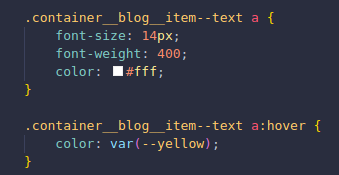 .container__blog__item--text a {
    font-size: 14px;
    font-weight: 400;
    color: #fff;
}

.container__blog__item--text a:hover {
    color: var(--yellow);
}